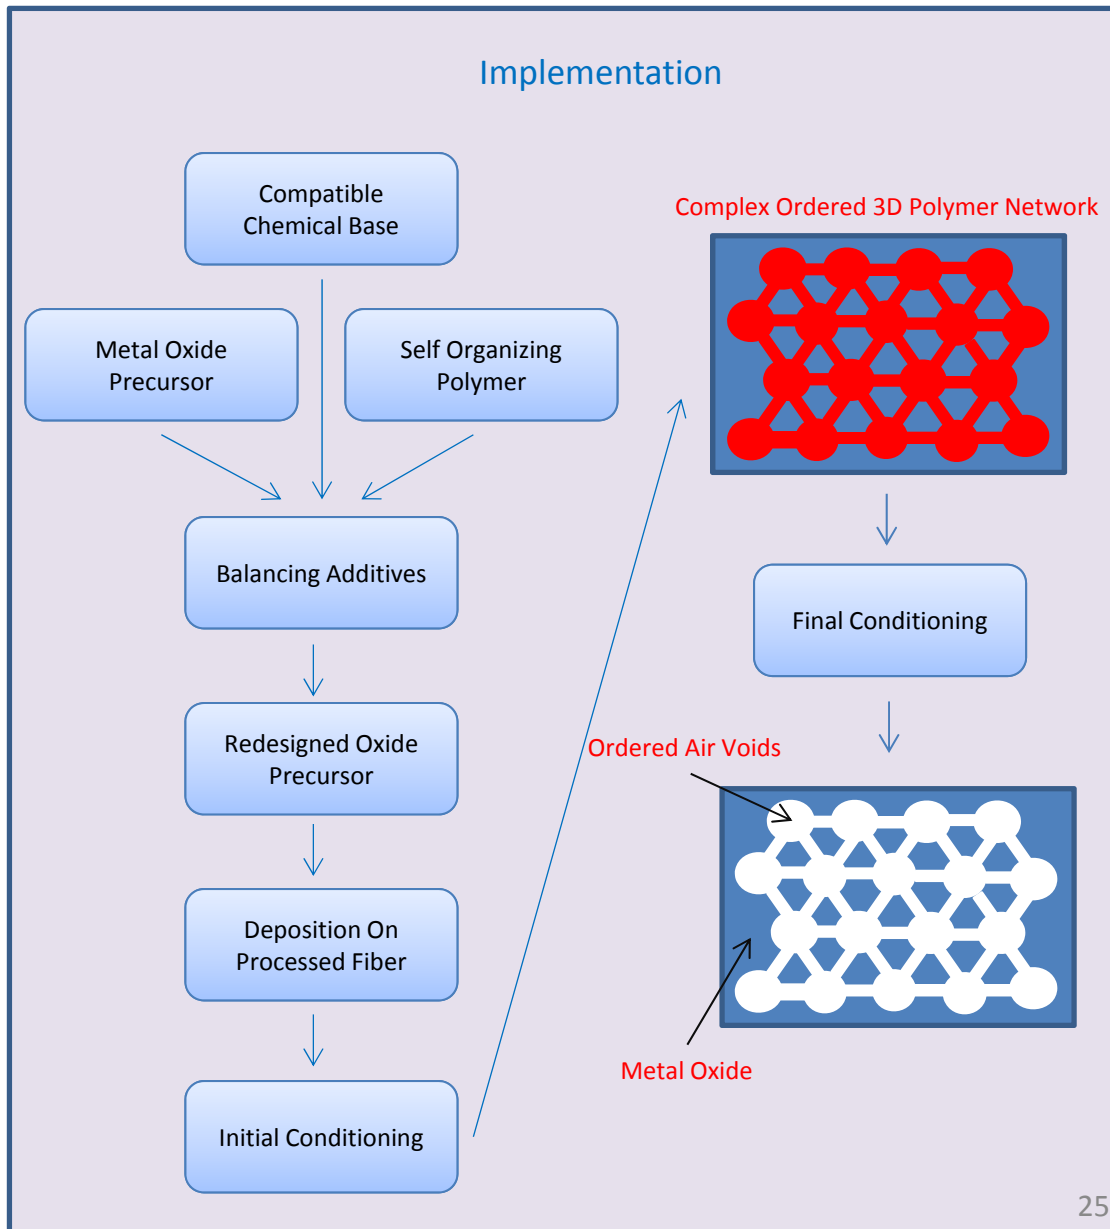 Implementation
Compatible
Chemical Base
Metal Oxide
Precursor
Self Organizing
Polymer
Balancing Additives
Redesigned Oxide
Precursor
Deposition On
Processed Fiber
Initial Conditioning
Complex Ordered 3D Polymer Network
Final Conditioning
Ordered Air Voids
Metal Oxide
25